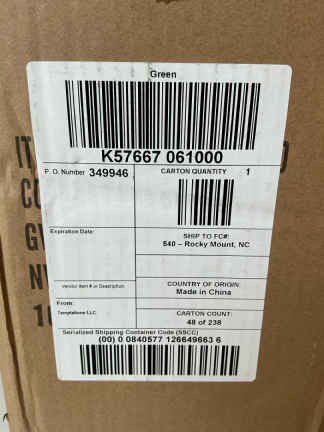 Green
K57667 061000
P. O. Number 349946
CARTON QUANTITY 1
Expiration Date:
SHIP TO FC#:
540 – Rocky Mount, NC
Vendor Item # or Description
COUNTRY OF ORIGIN:
Made in China
From:
Temptations LLC
CARTON COUNT:
48 of 238
Serialized Shipping Container Code (SSCC)
(00) 0 0840577 126649663 6